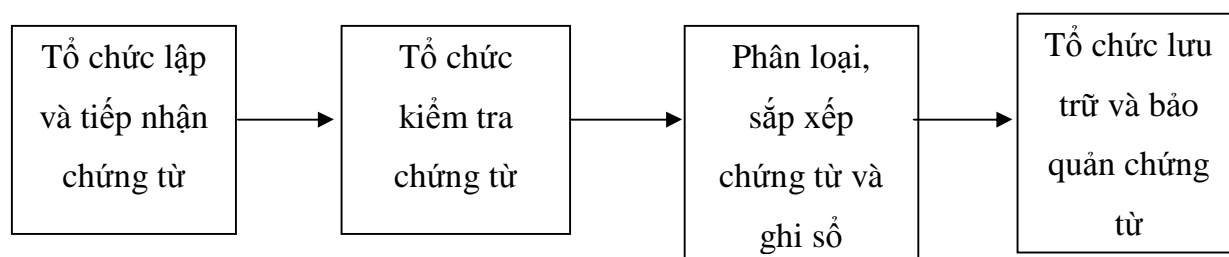 Tổ chức lập
và tiếp nhận
chứng từ
Tổ chức
kiểm tra
chứng từ
Phân loại,
sắp xếp
chứng từ và
ghi sổ
Tổ chức lưu
trữ và bảo
quản chứng
từ